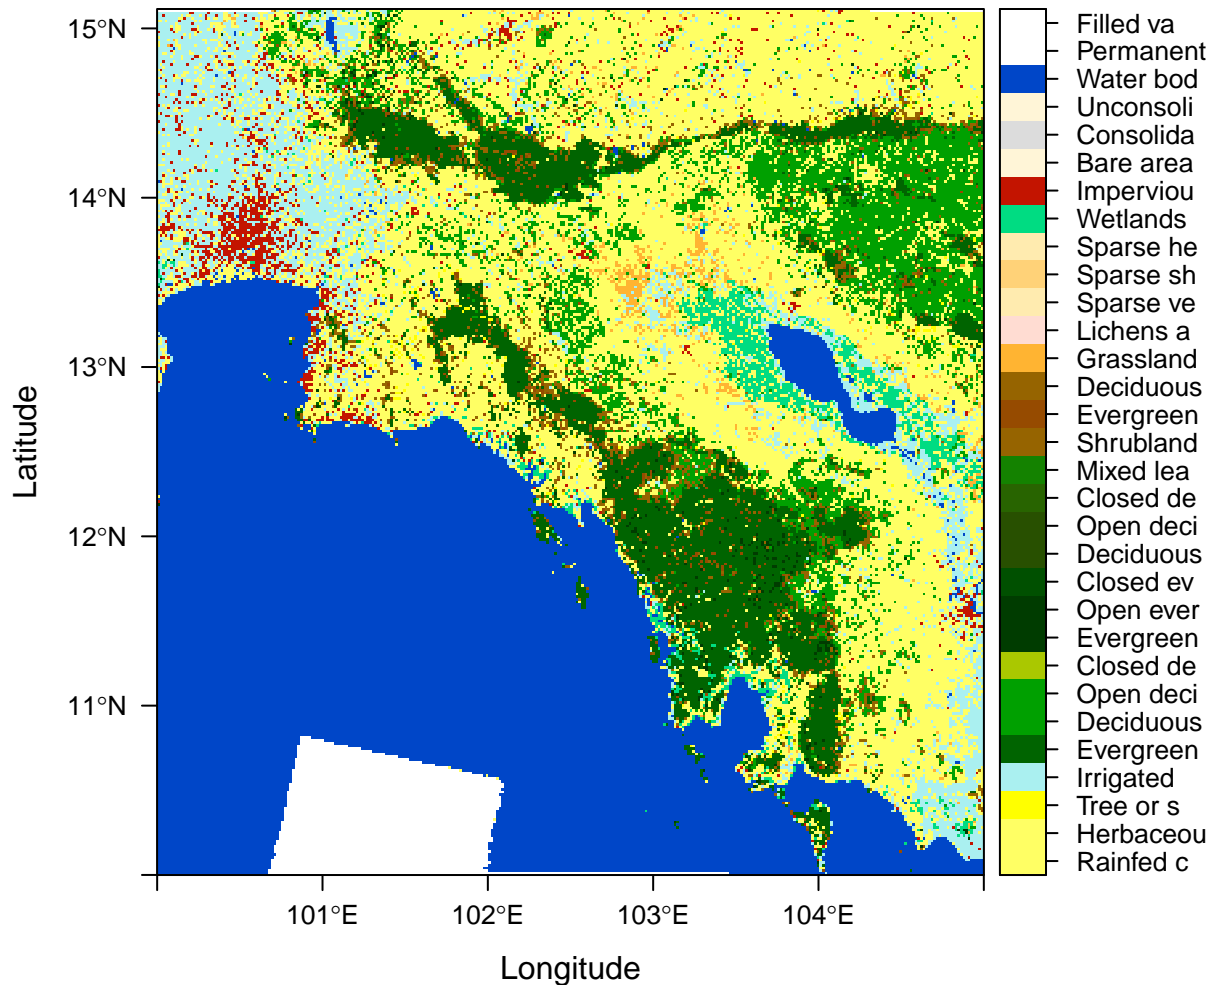 15°N
14°N
13°N
12°N
11°N
Latitude
101°E
102°E
103°E
104°E
Longitude
Filled va
Permanent
Water bod
Unconsoli
Consolida
Bare area
Imperviou
Wetlands
Sparse he
Sparse sh
Sparse ve
Lichens a
Grassland
Deciduous
Evergreen
Shrubland
Mixed lea
Closed de
Open deci
Deciduous
Closed ev
Open ever
Evergreen
Closed de
Open deci
Deciduous
Evergreen
Irrigated
Tree or s
Herbaceou
Rainfed c